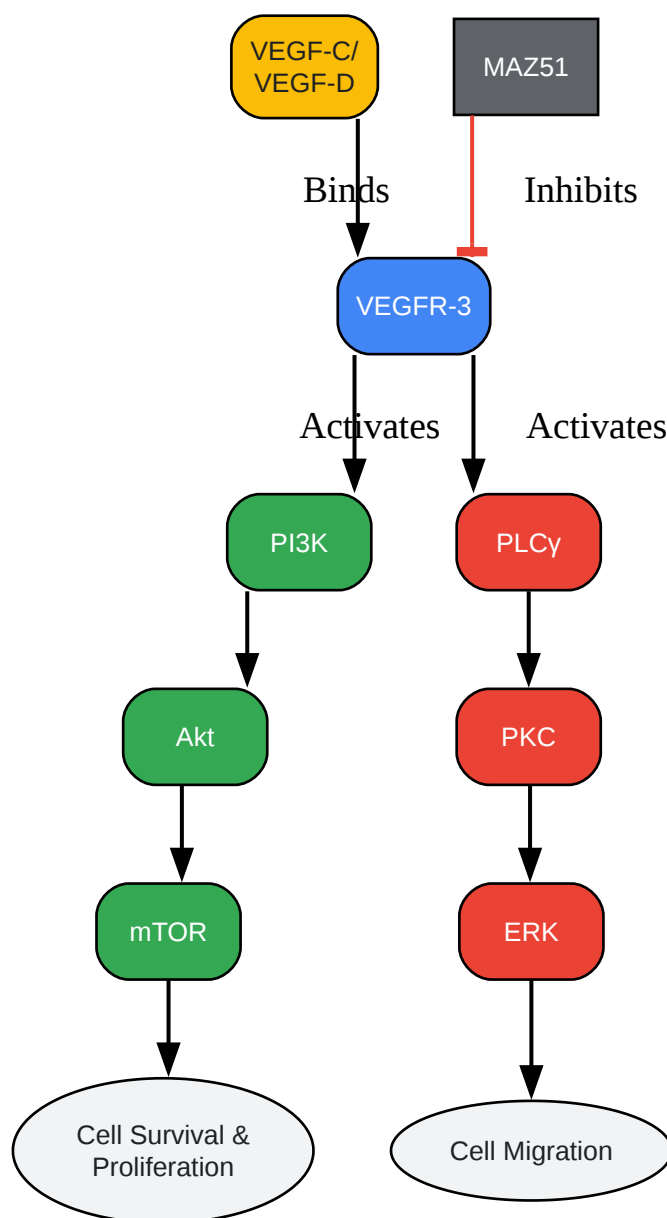 VEGF-C/
VEGF-D
MAZ51
Binds
Inhibits
VEGFR-3
Activates
Activates
PI3K
PLCγ
Akt
PKC
mTOR
ERK
Cell Survival &
Proliferation
Cell Migration